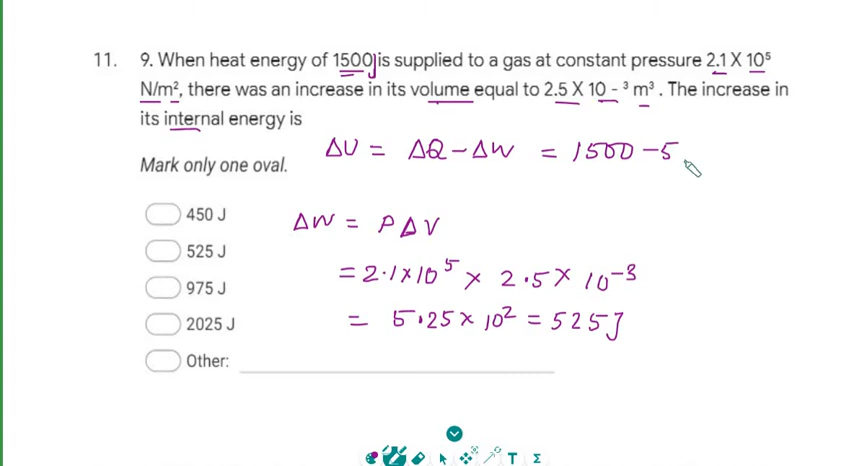 11. 9. When heat energy of 1500J is supplied to a gas at constant pressure 2.1 X 10⁵
N/m², there was an increase in its volume equal to 2.5 X 10 - ³ m³ . The increase in
its internal energy is
ΔU = ΔQ - ΔW = 1500 - 5
Mark only one oval.
450 J
ΔW = PΔV
525 J
= 2.1 x 10⁵ x 2.5 x 10⁻³
975 J
2025 J
= 5.25 x 10² = 525J
Other:
T Σ